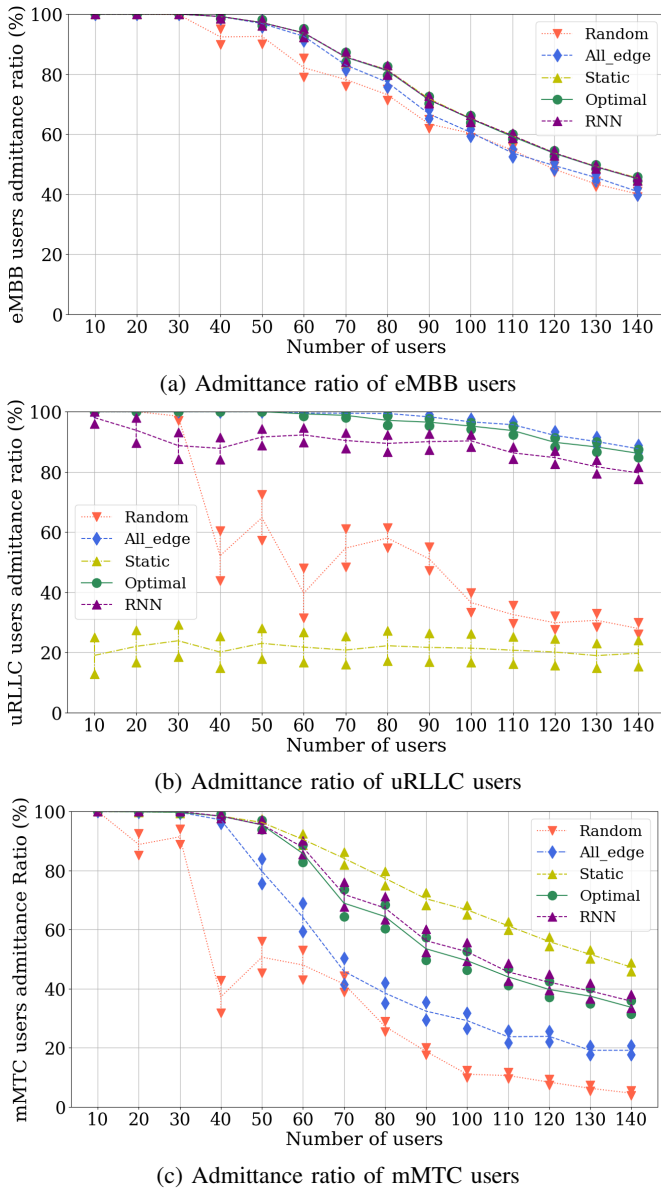 100
80
60
40
20
0
eMBB users admittance ratio (%)
Random
All_edge
Static
Optimal
RNN
10 20 30 40 50 60 70 80 90 100 110 120 130 140
Number of users
(a) Admittance ratio of eMBB users
100
80
60
40
20
0
uRLLC users admittance ratio (%)
Random
All_edge
Static
Optimal
RNN
10 20 30 40 50 60 70 80 90 100 110 120 130 140
Number of users
(b) Admittance ratio of uRLLC users
100
80
60
40
20
0
mMTC users admittance Ratio (%)
Random
All_edge
Static
Optimal
RNN
10 20 30 40 50 60 70 80 90 100 110 120 130 140
Number of users
(c) Admittance ratio of mMTC users